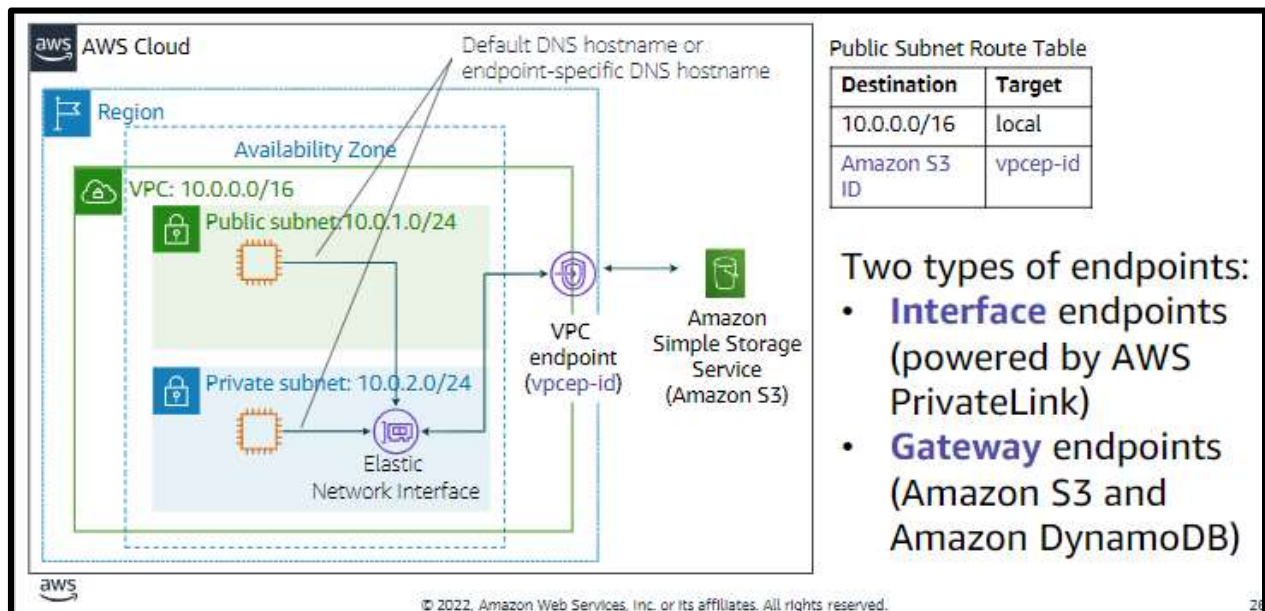 aws AWS Cloud
Default DNS hostname or
endpoint-specific DNS hostname
Region
Availability Zone
VPC: 10.0.0.0/16
Public subnet:10.0.1.0/24
VPC
endpoint
(vpcep-id)
Amazon
Simple Storage
Service
(Amazon S3)
Private subnet: 10.0.2.0/24
Elastic
Network Interface
Public Subnet Route Table
Destination Target
10.0.0.0/16 local
Amazon S3 vpcep-id
ID
Two types of endpoints:
• Interface endpoints
(powered by AWS
PrivateLink)
• Gateway endpoints
(Amazon S3 and
Amazon DynamoDB)
aws
© 2022, Amazon Web Services, Inc. or its affiliates. All rights reserved.